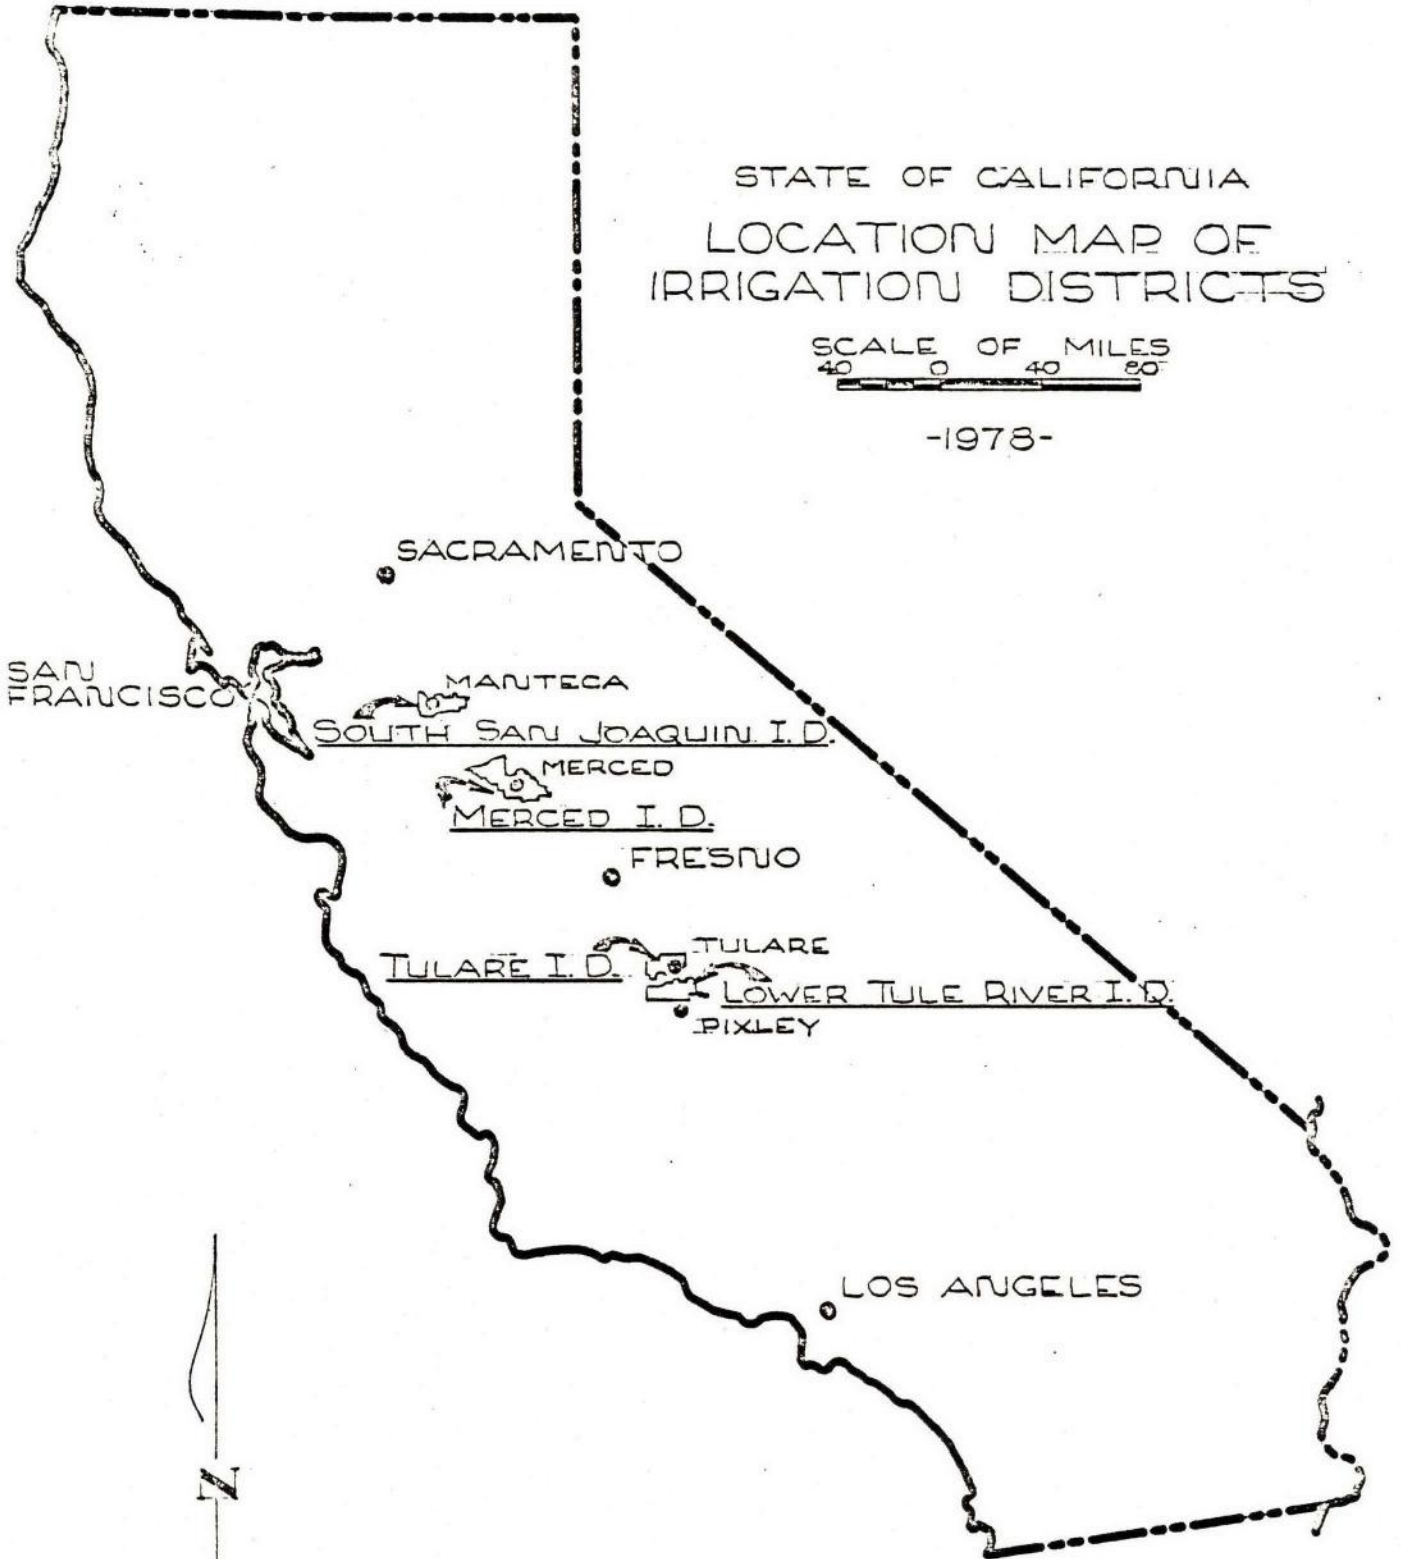 STATE OF CALIFORNIA
LOCATION MAP OF
IRRIGATION DISTRICTS
SCALE OF MILES
40 0 40 80
-1978-
SACRAMENTO
SAN
FRANCISCO
MANTECA
SOUTH SAN JOAQUIN I.D.
MERCED
MERCED I.D.
FRESNO
TULARE
TULARE I.D.
LOWER TULE RIVER I.D.
PIXLEY
LOS ANGELES
N